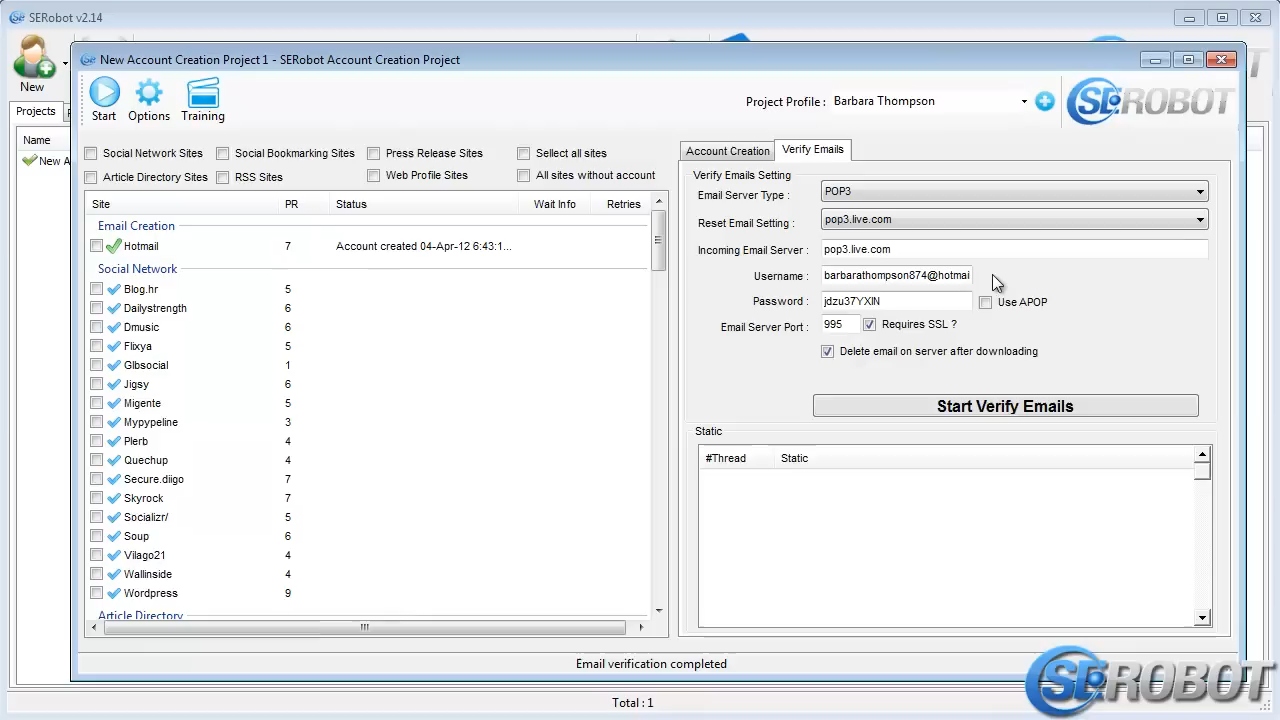 SERobot v2.14
New Account Creation Project 1 - SERobot Account Creation Project
New
Start
Options
Training
Project Profile :
Barbara Thompson
SEROBOT
Projects
Name
New A
Social Network Sites
Social Bookmarking Sites
Press Release Sites
Sellect all sites
Article Directory Sites
RSS Sites
Web Profile Sites
All sites without account
Site PR Status Wait Info Retries
Email Creation
Hotmail 7 Account created 04-Apr-12 6:43:1...
Social Network
Blog.hr 5
Dailystrength 6
Dmusic 6
Flixya 5
Glbsocial 1
Jigsy 6
Migente 5
Mypypeline 3
Plerb 4
Quechup 4
Secure.diigo 7
Skyrock 7
Socializr/ 5
Soup 6
Vilago21 4
Wallinside 4
Wordpress 9
Article Directory
Account Creation
Verify Emails
Verify Emails Setting
Email Server Type : POP3
Reset Email Setting : pop3.live.com
Incoming Email Server : pop3.live.com
Username : barbarathompson874@hotmai
Password : jdzu37YXIN Use APOP
Email Server Port : 995 Requires SSL ?
Delete email on server after downloading
Start Verify Emails
Static
#Thread Static
Email verification completed
Total : 1
SEROBOT